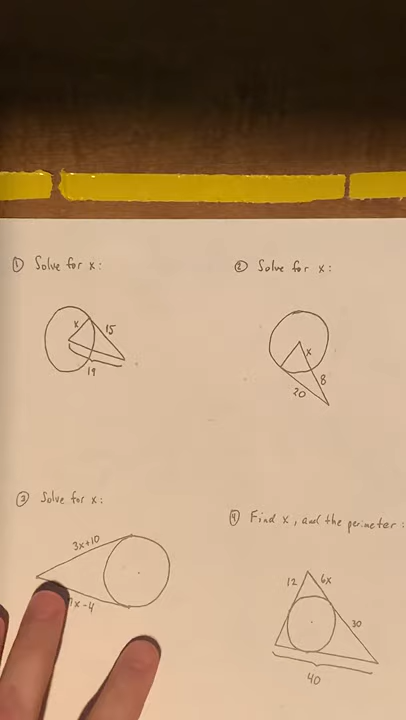 ① Solve for x:
x
15
19
② Solve for x:
x
8
20
③ Solve for x:
3x+10
x-4
④ Find x, and the perimeter:
12
6x
30
40